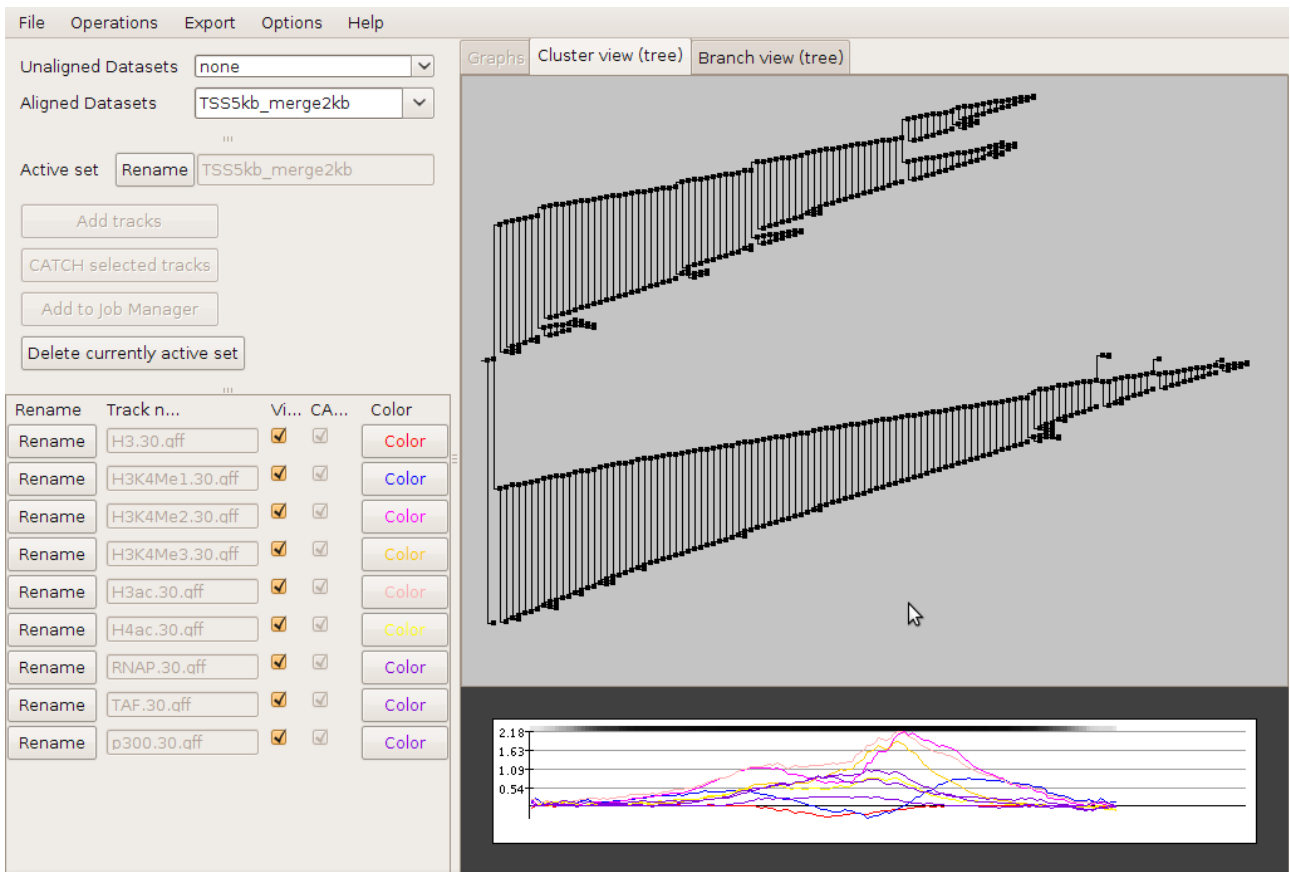 File Operations Export Options Help
Unaligned Datasets none
Aligned Datasets TSS5kb_merge2kb
Active set Rename TSS5kb_merge2kb
Add tracks
CATCH selected tracks
Add to Job Manager
Delete currently active set
Rename Track n... Vi... CA... Color
Rename H3.30.gff Color
Rename H3K4Me1.30.gff Color
Rename H3K4Me2.30.gff Color
Rename H3K4Me3.30.gff Color
Rename H3ac.30.gff Color
Rename H4ac.30.gff Color
Rename RNAP.30.gff Color
Rename TAF.30.gff Color
Rename p300.30.gff Color
Graphs Cluster view (tree) Branch view (tree)
2.18
1.63
1.09
0.54